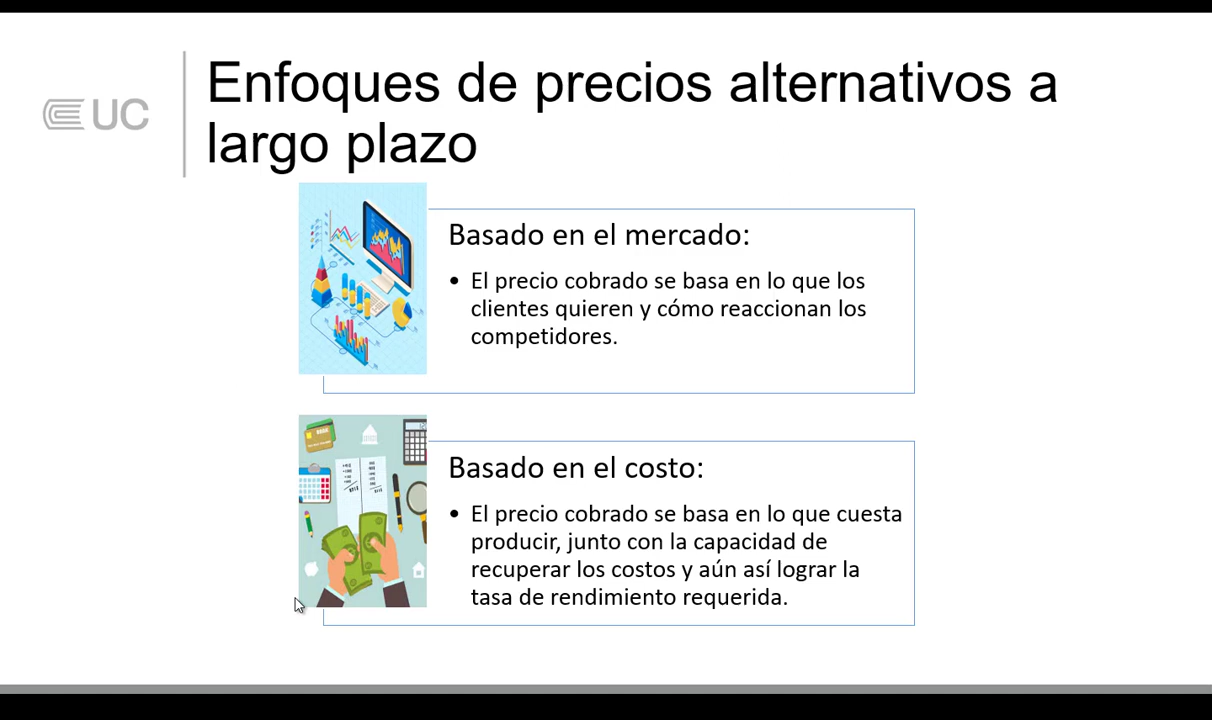 Enfoques de precios alternativos a
largo plazo
UC
Basado en el mercado:
• El precio cobrado se basa en lo que los
clientes quieren y cómo reaccionan los
competidores.
Basado en el costo:
• El precio cobrado se basa en lo que cuesta
producir, junto con la capacidad de
recuperar los costos y aún así lograr la
tasa de rendimiento requerida.